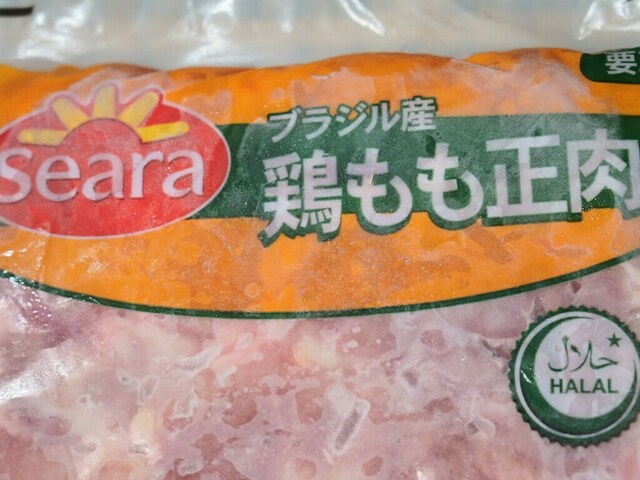 要
seara
ブラジル産
鶏もも正肉
حلال
HALAL